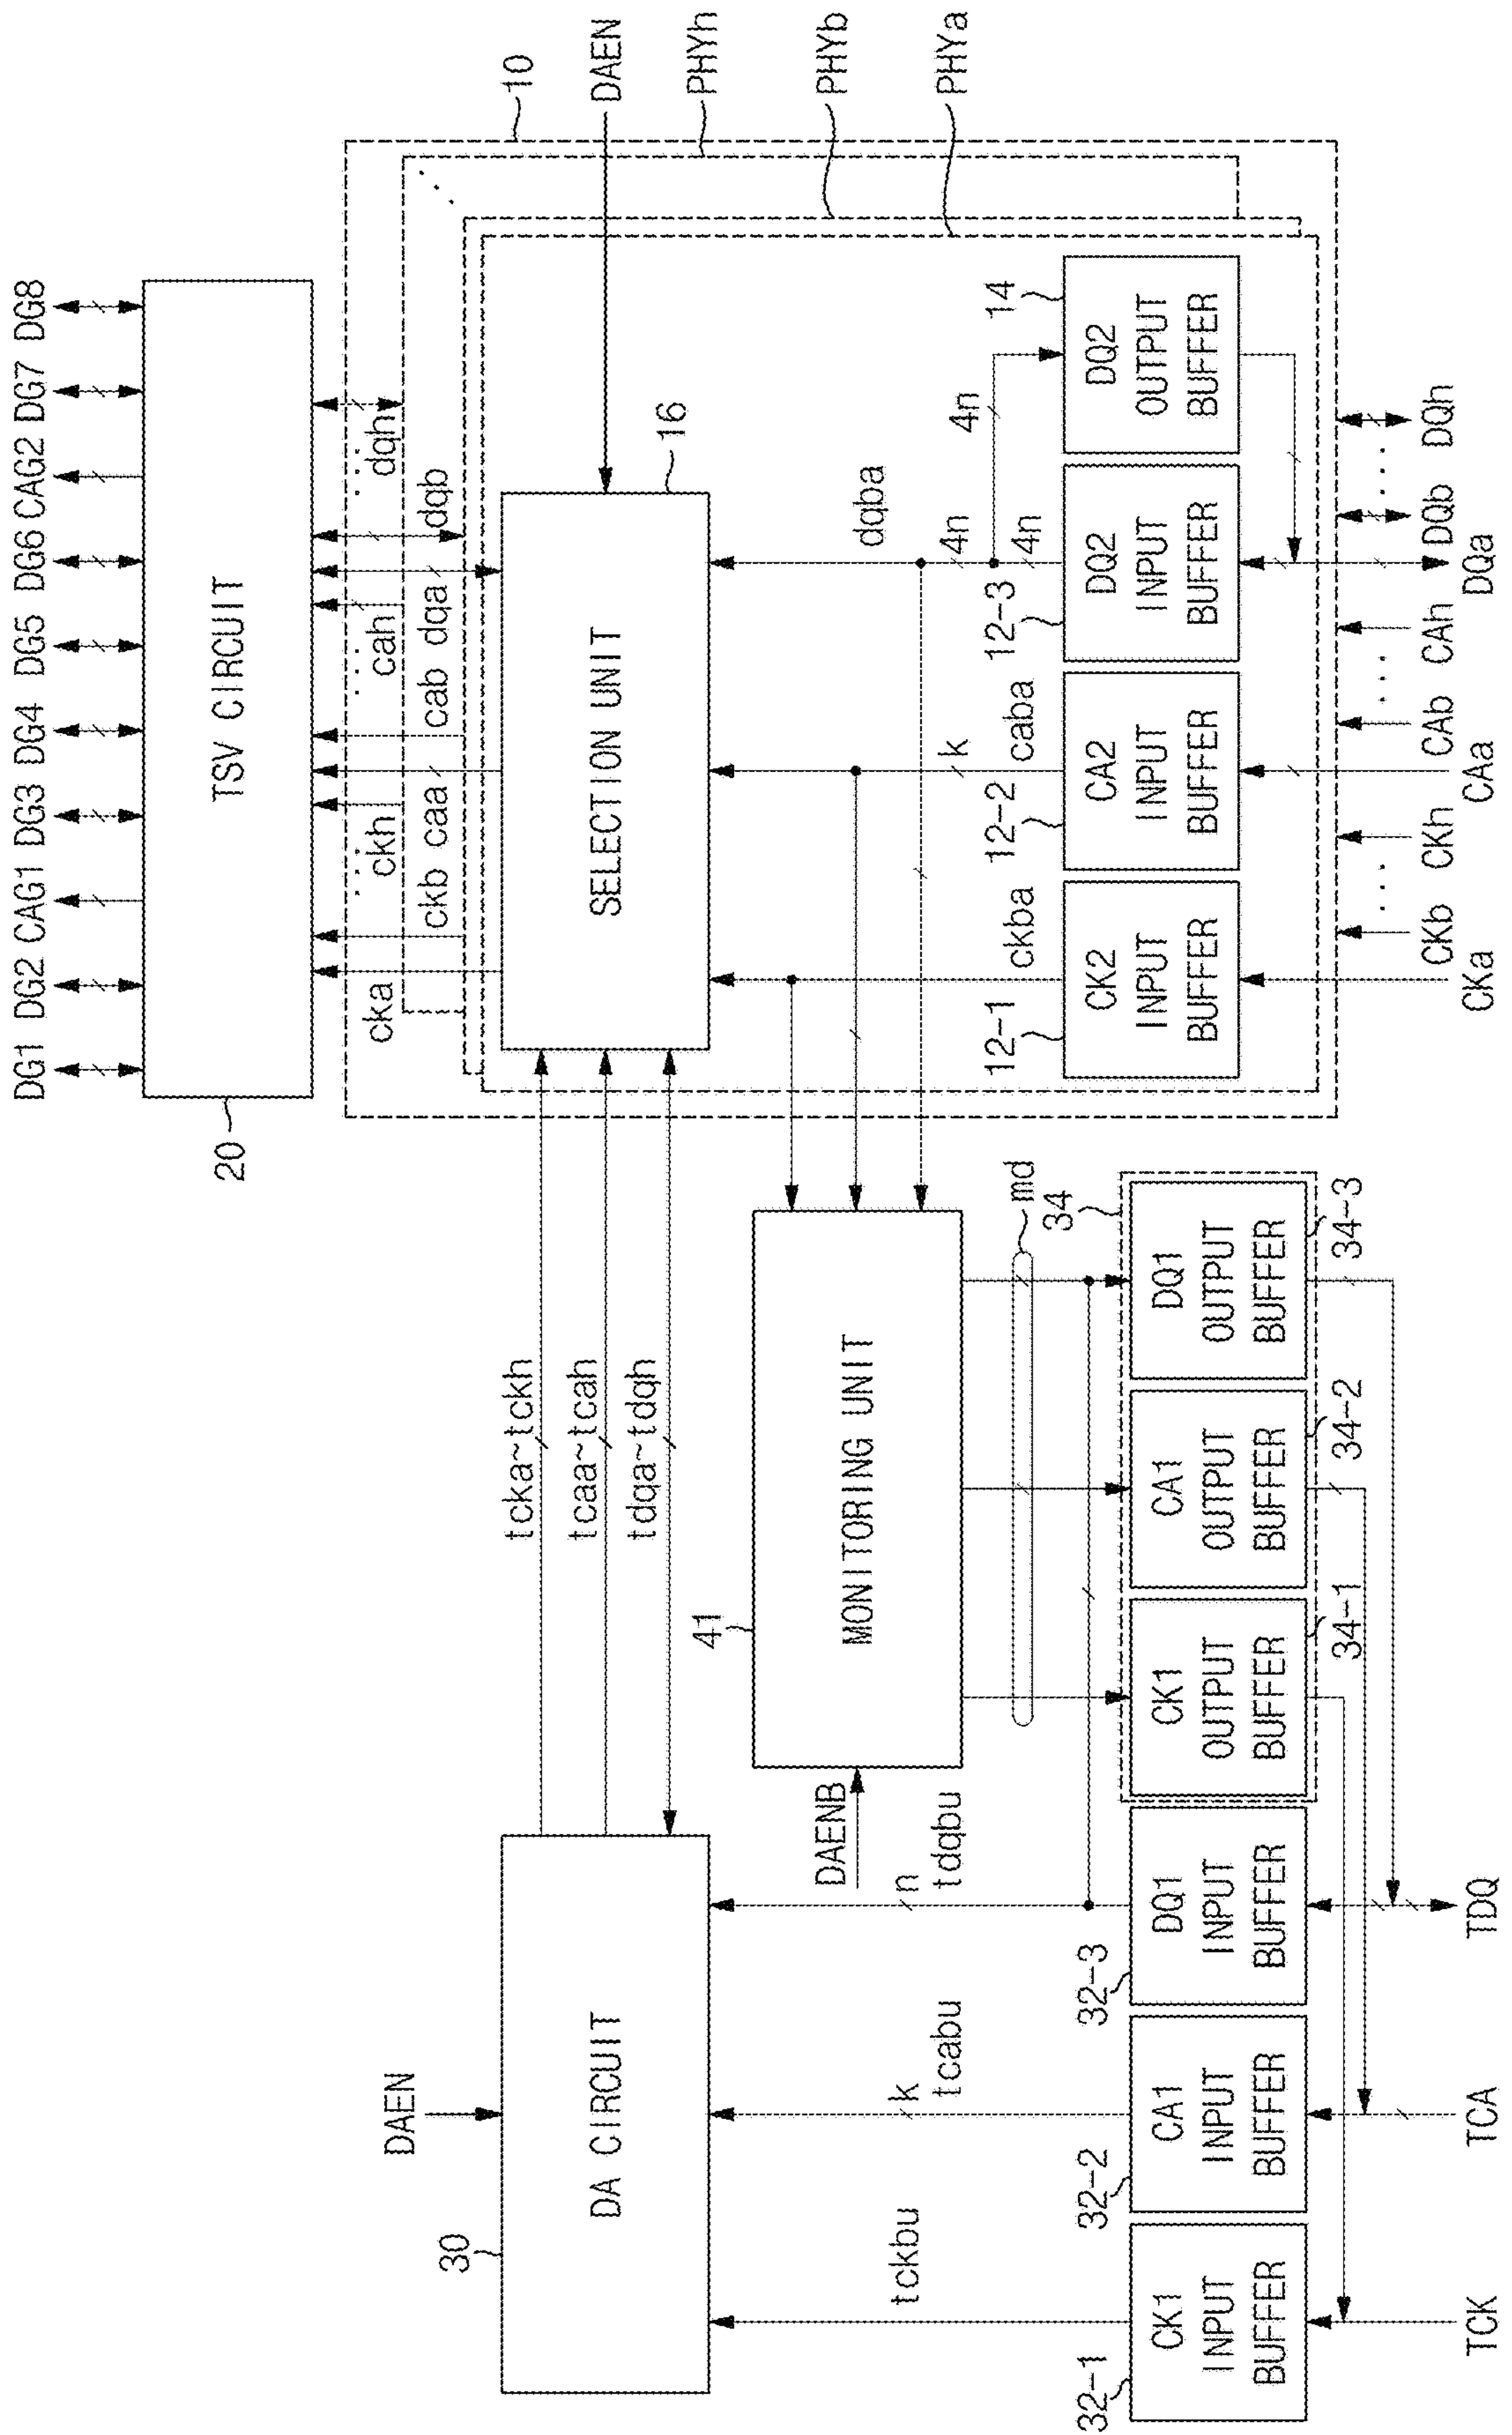 DG1 DG2 CAG1 DG3 DG4 DG5 DG6 CAG2 DG7 DG8
20
TSV CIRCUIT
cka
ckb caa
cab dqa
dqb
ckh
cah
dqh
...
...
...
10
DAEN
PHYh
PHYb
PHYa
...
SELECTION UNIT
16
ckba
caba
dqba
k
4n
4n
4n
12-1
CK2
INPUT
BUFFER
12-2
CA2
INPUT
BUFFER
12-3
DQ2
INPUT
BUFFER
14
DQ2
OUTPUT
BUFFER
CKa
CKb ... CKh
CAa
CAb ... CAh
DQa
DQb ... DQh
DAEN
30
DA CIRCUIT
tcka~tckh
tcaa~tcah
tdqa~tdqh
41
MONITORING UNIT
DAENB
md
tckbu
k
tcabu
n
tdqbu
32-1
CK1
INPUT
BUFFER
32-2
CA1
INPUT
BUFFER
32-3
DQ1
INPUT
BUFFER
34
CK1
OUTPUT
BUFFER
34-1
CA1
OUTPUT
BUFFER
34-2
DQ1
OUTPUT
BUFFER
34-3
TCK
TCA
TDQ